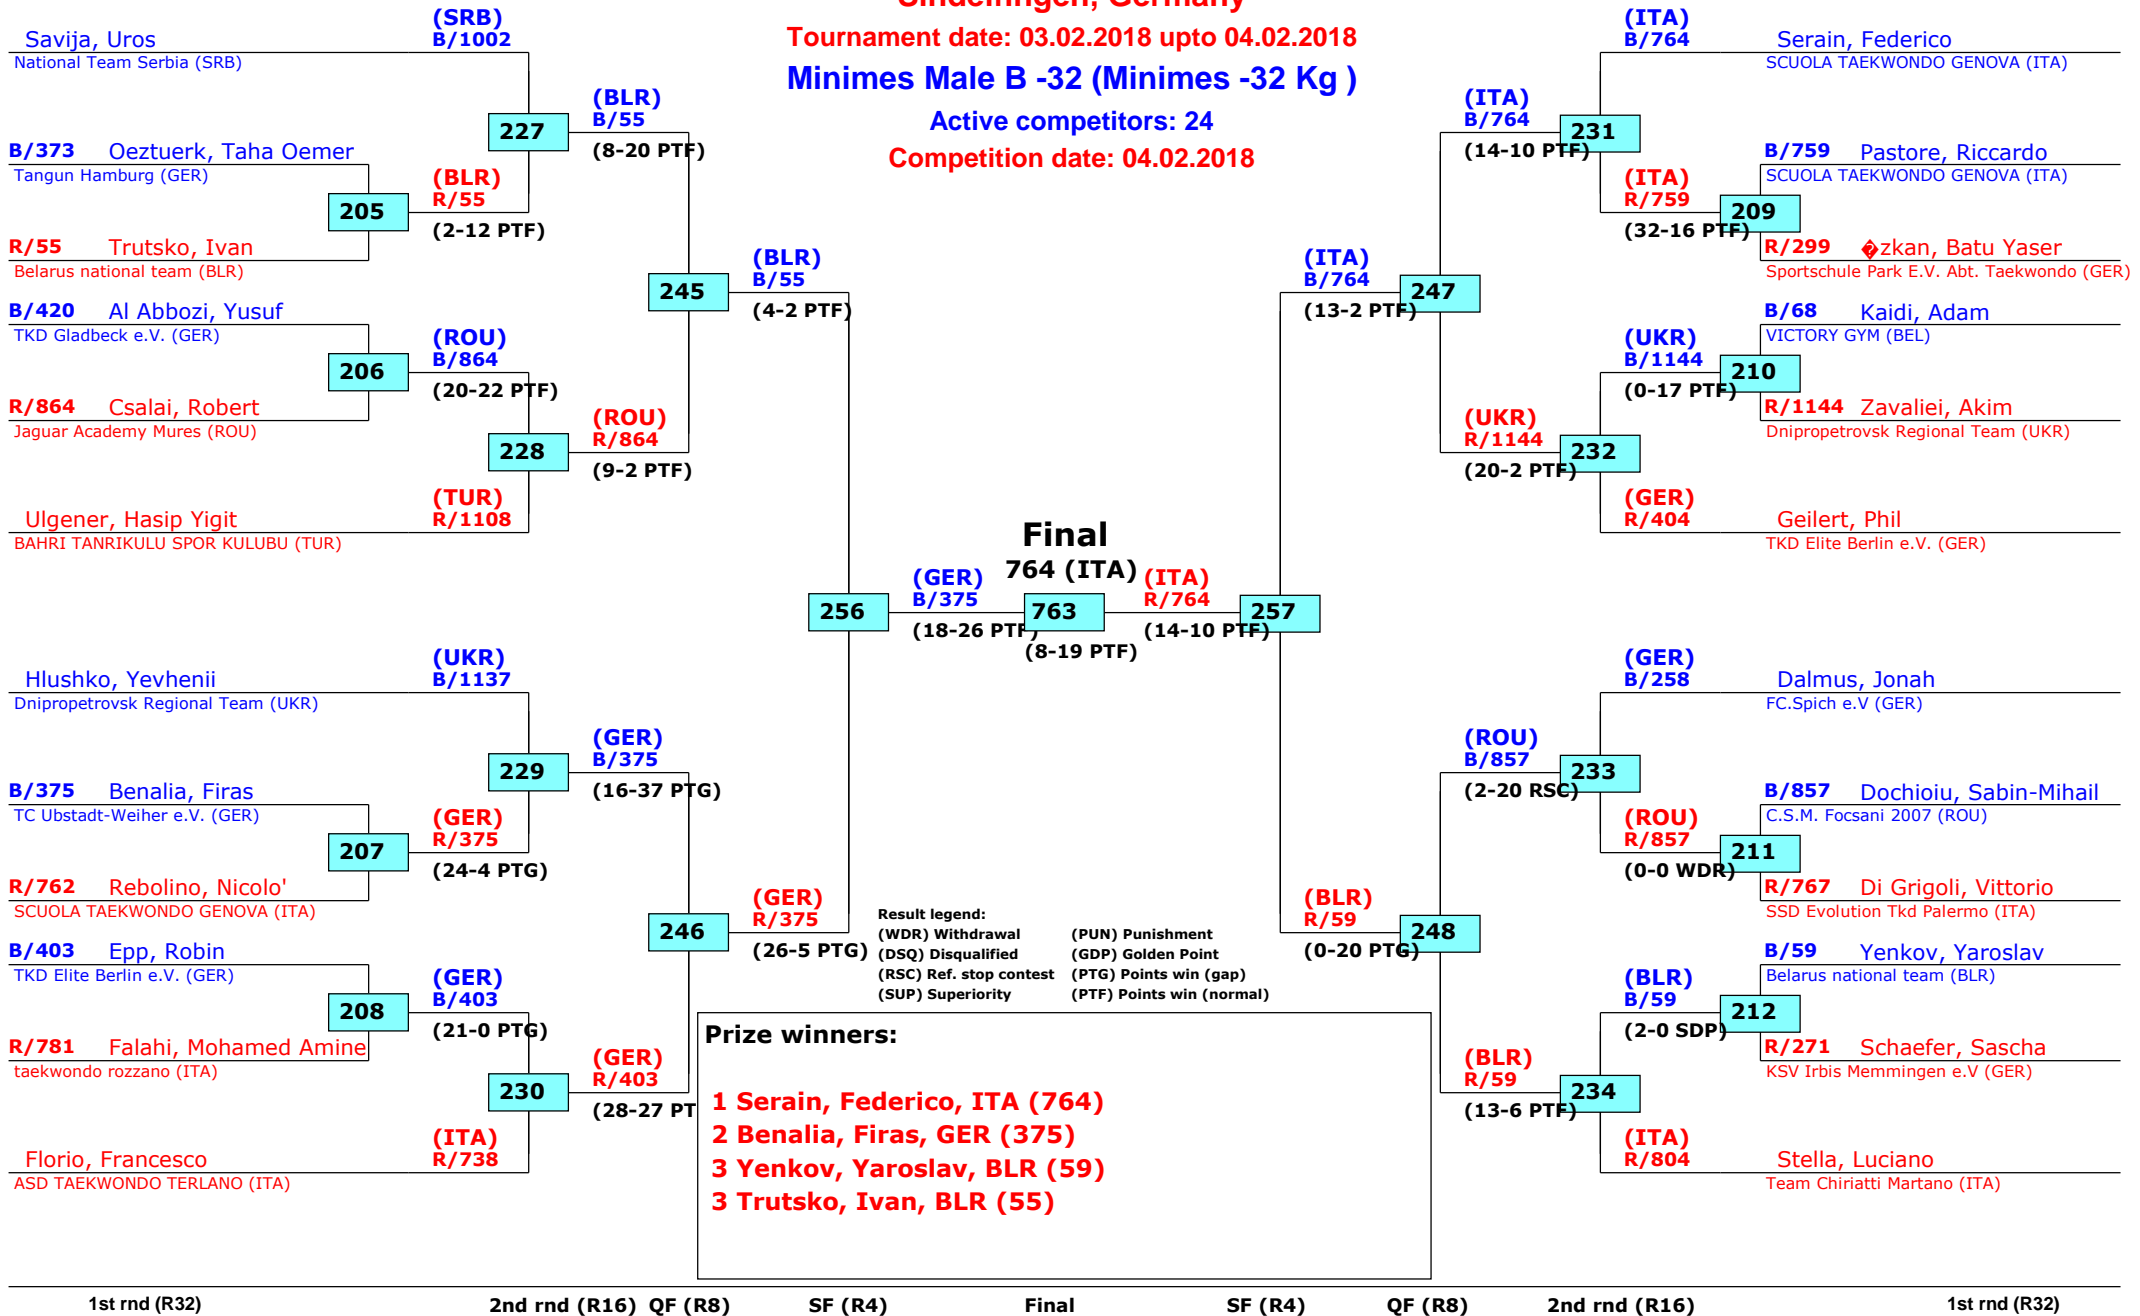 Sindelfingen, Germany
Tournament date: 03.02.2018 upto 04.02.2018
Minimes Male B -32 (Minimes -32 Kg )
Active competitors: 24
Competition date: 04.02.2018
Savija, Uros
National Team Serbia (SRB)
(SRB)
B/1002
B/373 Oeztuerk, Taha Oemer
Tangun Hamburg (GER)
205
R/55 Trutsko, Ivan
Belarus national team (BLR)
(BLR)
R/55
(2-12 PTF)
227
(BLR)
B/55
(8-20 PTF)
B/420 Al Abbozi, Yusuf
TKD Gladbeck e.V. (GER)
206
R/864 Csalai, Robert
Jaguar Academy Mures (ROU)
(ROU)
B/864
(20-22 PTF)
228
(ROU)
R/864
(9-2 PTF)
Ulgener, Hasip Yigit
BAHRI TANRIKULU SPOR KULUBU (TUR)
(TUR)
R/1108
245
(BLR)
B/55
(4-2 PTF)
Hlushko, Yevhenii
Dnipropetrovsk Regional Team (UKR)
(UKR)
B/1137
B/375 Benalia, Firas
TC Ubstadt-Weiher e.V. (GER)
207
R/762 Rebolino, Nicolo'
SCUOLA TAEKWONDO GENOVA (ITA)
(GER)
R/375
(24-4 PTG)
229
(GER)
B/375
(16-37 PTG)
B/403 Epp, Robin
TKD Elite Berlin e.V. (GER)
208
R/781 Falahi, Mohamed Amine
taekwondo rozzano (ITA)
(GER)
B/403
(21-0 PTG)
230
(GER)
R/403
(28-27 PT
Florio, Francesco
ASD TAEKWONDO TERLANO (ITA)
(ITA)
R/738
246
(GER)
R/375
(26-5 PTG)
256
(GER)
B/375
(18-26 PTF)
Final
764 (ITA)
763
(8-19 PTF)
(ITA)
R/764
(14-10 PTF)
257
(ITA)
B/764
(13-2 PTF)
247
(ITA)
B/764
(14-10 PTF)
231
(ITA)
B/764
Serain, Federico
SCUOLA TAEKWONDO GENOVA (ITA)
(ITA)
R/759
(32-16 PTF)
209
B/759 Pastore, Riccardo
SCUOLA TAEKWONDO GENOVA (ITA)
R/299 �zkan, Batu Yaser
Sportschule Park E.V. Abt. Taekwondo (GER)
(UKR)
R/1144
(20-2 PTF)
232
(UKR)
B/1144
(0-17 PTF)
210
B/68 Kaidi, Adam
VICTORY GYM (BEL)
R/1144 Zavaliei, Akim
Dnipropetrovsk Regional Team (UKR)
(GER)
R/404
Geilert, Phil
TKD Elite Berlin e.V. (GER)
(BLR)
R/59
(0-20 PTG)
248
(ROU)
B/857
(2-20 RSC)
233
(GER)
B/258
Dalmus, Jonah
FC.Spich e.V (GER)
(ROU)
R/857
(0-0 WDR)
211
B/857 Dochioiu, Sabin-Mihail
C.S.M. Focsani 2007 (ROU)
R/767 Di Grigoli, Vittorio
SSD Evolution Tkd Palermo (ITA)
(BLR)
R/59
(13-6 PTF)
234
(BLR)
B/59
(2-0 SDP)
212
B/59 Yenkov, Yaroslav
Belarus national team (BLR)
R/271 Schaefer, Sascha
KSV Irbis Memmingen e.V (GER)
(ITA)
R/804
Stella, Luciano
Team Chiriatti Martano (ITA)
Result legend:
(WDR) Withdrawal (PUN) Punishment
(DSQ) Disqualified (GDP) Golden Point
(RSC) Ref. stop contest (PTG) Points win (gap)
(SUP) Superiority (PTF) Points win (normal)
Prize winners:
1 Serain, Federico, ITA (764)
2 Benalia, Firas, GER (375)
3 Yenkov, Yaroslav, BLR (59)
3 Trutsko, Ivan, BLR (55)
1st rnd (R32) 2nd rnd (R16) QF (R8) SF (R4) Final SF (R4) QF (R8) 2nd rnd (R16) 1st rnd (R32)